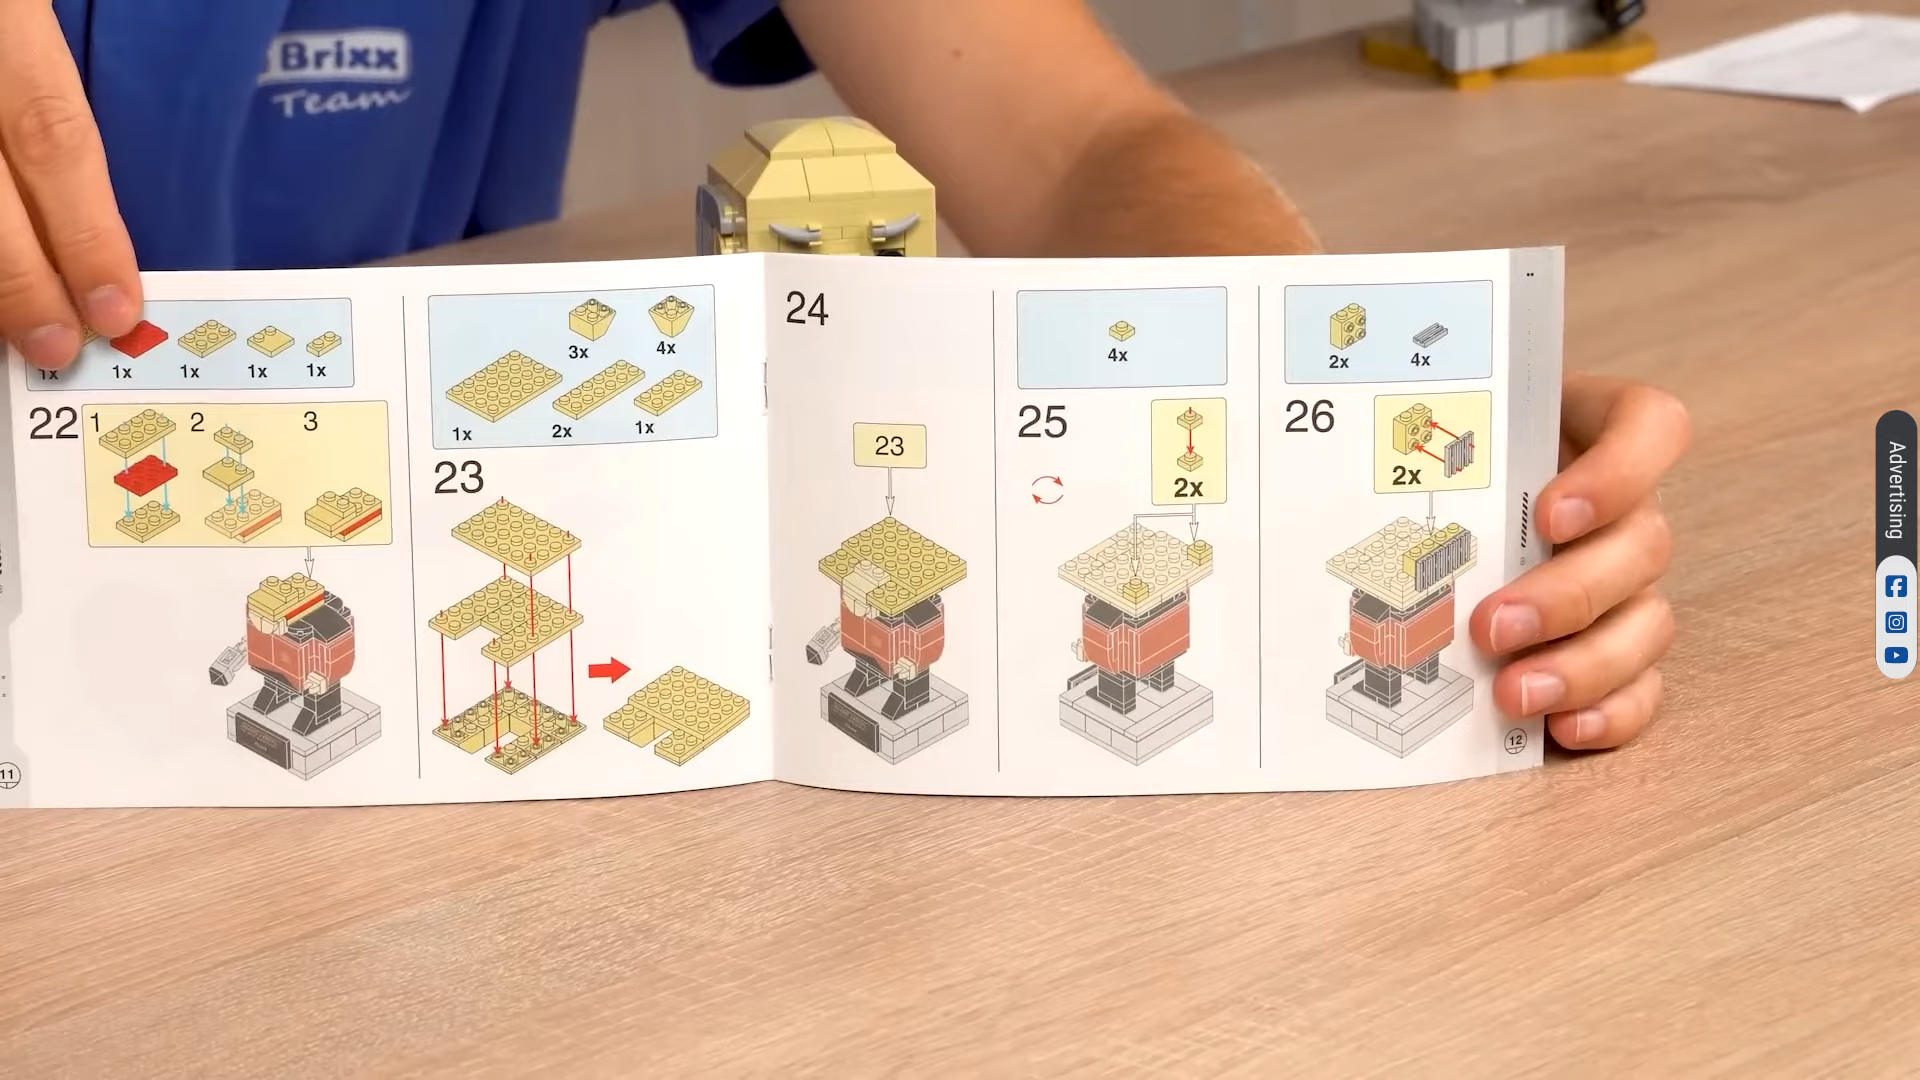 Brixx
Team
1x
1x
1x
1x
1x
22
1
2
3
11
3x
4x
1x
2x
1x
23
24
23
4x
25
2x
2x
4x
26
2x
12
Advertising